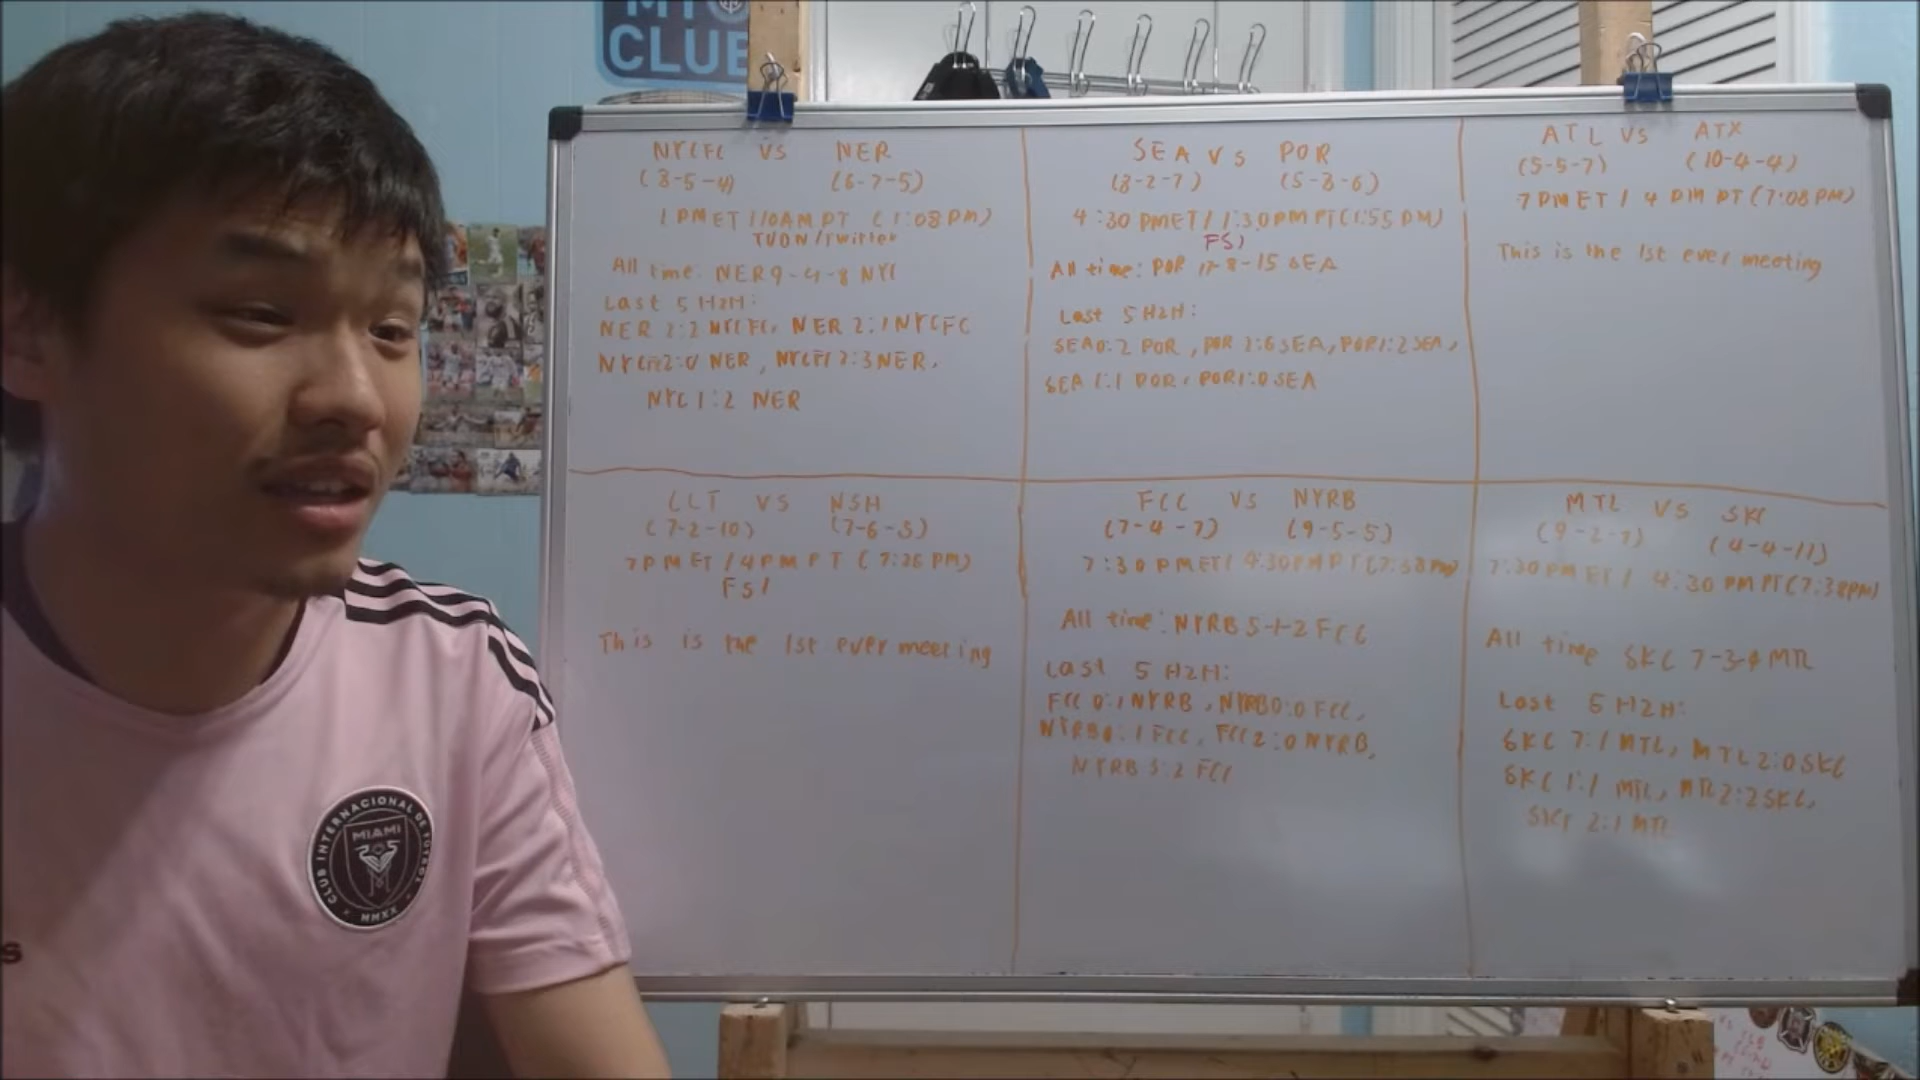 CLUB
NYCFC VS NER
(8-5-4) (6-7-5)
1 PM ET / 10 AM PT (1:08 PM)
TUDN/Twitter
All time: NER 9-4-8 NYC
Last 5 H2H:
NER 2:2 NYCFC, NER 2:1 NYCFC
NYCFC 2:0 NER, NYCFC 2:3 NER,
NYC 1:2 NER
SEA VS POR
(8-2-7) (5-8-6)
4:30 PM ET / 1:30 PM PT (1:55 PM)
FS1
All time: POR 17-8-15 SEA
Last 5 H2H:
SEA 0:2 POR, POR 2:6 SEA, POR 1:2 SEA,
SEA 1:1 POR, POR 1:0 SEA
ATL VS ATX
(5-5-7) (10-4-4)
7 PM ET / 4 PM PT (7:08 PM)
This is the 1st ever meeting
CLT VS NSH
(7-2-10) (7-6-5)
7 PM ET / 4 PM PT (7:26 PM)
FS1
This is the 1st ever meeting
FCC VS NYRB
(7-4-7) (9-5-5)
7:30 PM ET / 4:30 PM PT (7:38 PM)
All time: NYRB 5-1-2 FCC
Last 5 H2H:
FCC 0:1 NYRB, NYRB 0:0 FCC,
NYRB 0:1 FCC, FCC 2:0 NYRB,
NYRB 5:2 FCC
MTL VS SKC
(9-2-7) (4-4-11)
7:30 PM ET / 4:30 PM PT (7:38 PM)
All time SKC 7-3-4 MTL
Last 5 H2H:
SKC 7:1 MTL, MTL 2:0 SKC
SKC 1:1 MTL, MTL 2:2 SKC,
SKC 2:1 MTL
CLUB INTERNACIONAL DE FÚTBOL
MIAMI
MMXX